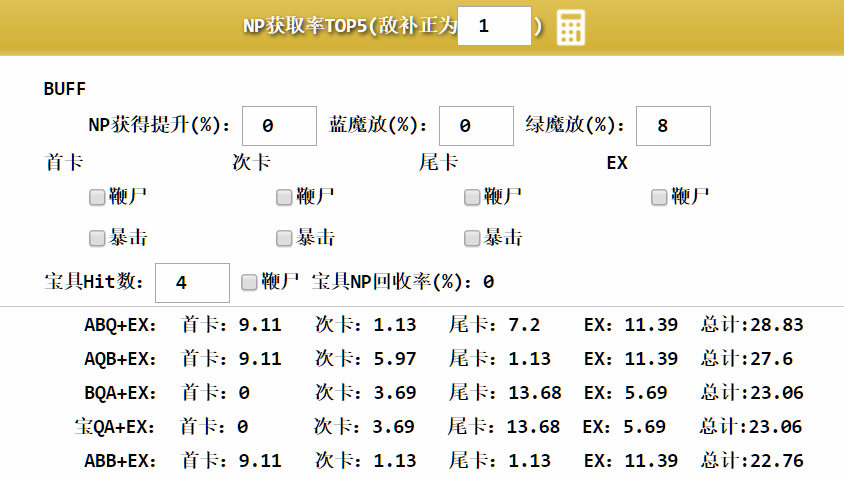 NP获取率TOP5(敌补正为 1 )
BUFF
NP获得提升(%): 0 蓝魔放(%): 0 绿魔放(%): 8
首卡 次卡 尾卡 EX
鞭尸 鞭尸 鞭尸 鞭尸
暴击 暴击 暴击
宝具Hit数: 4 鞭尸 宝具NP回收率(%): 0
ABQ+EX: 首卡: 9.11 次卡: 1.13 尾卡: 7.2 EX: 11.39 总计:28.83
AQB+EX: 首卡: 9.11 次卡: 5.97 尾卡: 1.13 EX: 11.39 总计:27.6
BQA+EX: 首卡: 0 次卡: 3.69 尾卡: 13.68 EX: 5.69 总计:23.06
宝QA+EX: 首卡: 0 次卡: 3.69 尾卡: 13.68 EX: 5.69 总计:23.06
ABB+EX: 首卡: 9.11 次卡: 1.13 尾卡: 1.13 EX: 11.39 总计:22.76